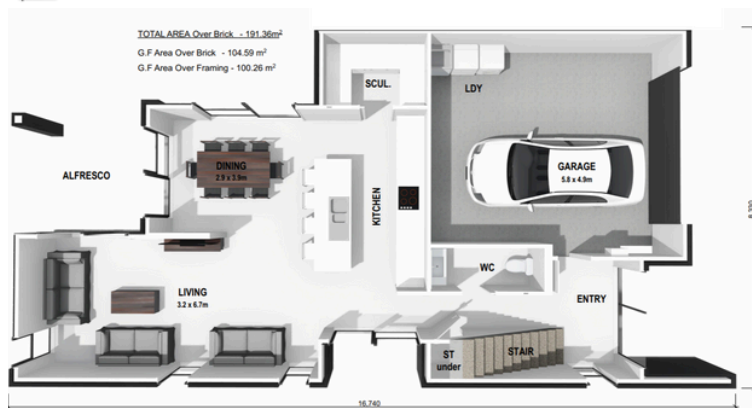 TOTAL AREA Over Brick - 191.36m²
G.F Area Over Brick - 104.59 m²
G.F Area Over Framing - 100.26 m²
SCUL.
LDY
ALFRESCO
DINING
2.9 x 3.9m
GARAGE
5.8 x 4.9m
KITCHEN
WC
LIVING
3.2 x 6.7m
ENTRY
ST
under
STAIR
16.740